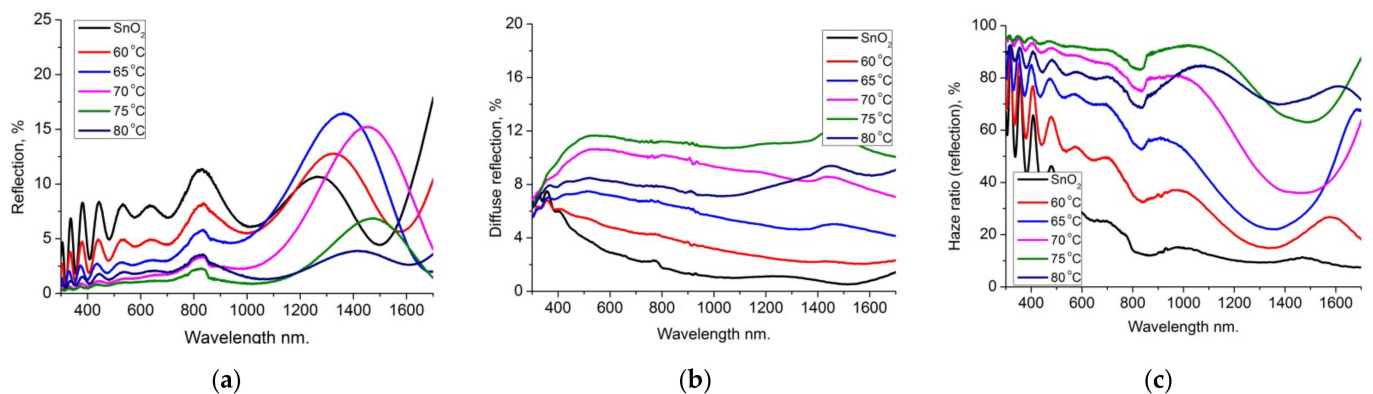 25
20
15
10
5
0
Reflection, %
400 600 800 1000 1200 1400 1600
Wavelength nm.
SnO₂
60°C
65°C
70°C
75°C
80°C
(a)
20
16
12
8
4
0
Diffuse reflection, %
400 600 800 1000 1200 1400 1600
Wavelength nm.
SnO₂
60°C
65°C
70°C
75°C
80°C
(b)
100
80
60
40
20
0
Haze ratio (reflection), %
400 600 800 1000 1200 1400 1600
Wavelength nm.
SnO₂
60°C
65°C
70°C
75°C
80°C
(c)